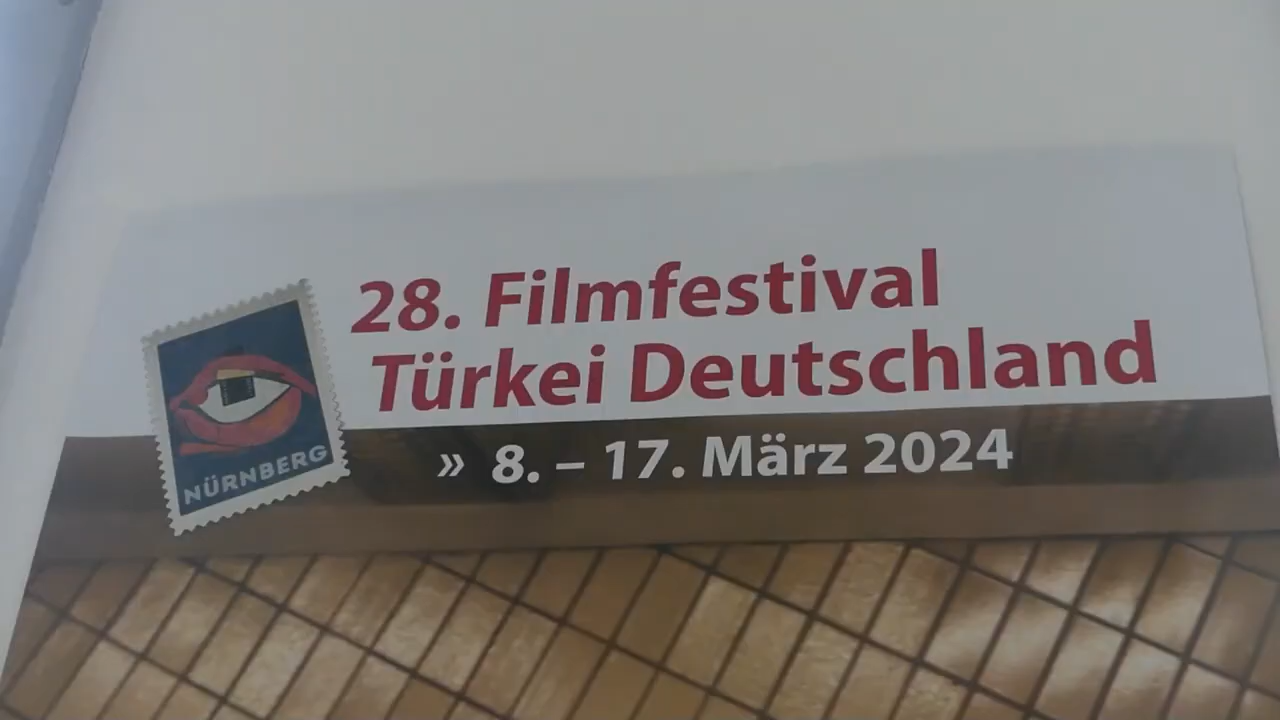 28. Filmfestival
Türkei Deutschland
» 8. – 17. März 2024
NÜRNBERG